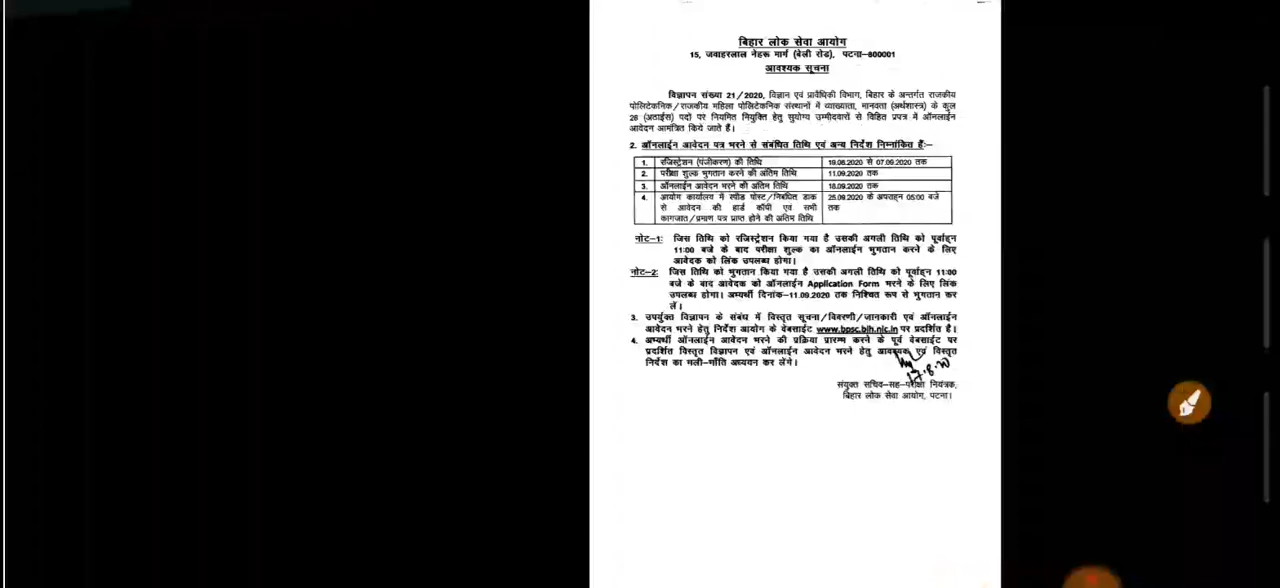 बिहार लोक सेवा आयोग
15, जवाहरलाल नेहरू मार्ग (बेली रोड), पटना–800001
आवश्यक सूचना
विज्ञापन संख्या 21/2020, विज्ञान एवं प्रावैधिकी विभाग, बिहार के अन्तर्गत राजकीय
पोलिटेकनिक/राजकीय महिला पोलिटेकनिक संस्थानों में व्याख्याता, मानवता (अर्थशास्त्र) के कुल
28 (अठाईस) पदों पर नियमित नियुक्ति हेतु सुयोग्य उम्मीदवारों से विहित प्रपत्र में ऑनलाईन
आवेदन आमंत्रित किये जाते हैं।
2. ऑनलाईन आवेदन पत्र भरने से संबंधित तिथि एवं अन्य निर्देश निम्नांकित हैं:–
1. रजिस्ट्रेशन (पंजीकरण) की तिथि 19.08.2020 से 07.09.2020 तक
2. परीक्षा शुल्क भुगतान करने की अंतिम तिथि 11.09.2020 तक
3. ऑनलाईन आवेदन भरने की अंतिम तिथि 18.09.2020 तक
4. आयोग कार्यालय में स्पीड पोस्ट/निबंधित डाक 25.09.2020 के अपराह्न 05:00 बजे
से आवेदन की हार्ड कॉपी एवं सभी तक
कागजात/प्रमाण पत्र प्राप्त होने की अंतिम तिथि
नोट–1: जिस तिथि को रजिस्ट्रेशन किया गया है उसकी अगली तिथि को पूर्वाहन
11:00 बजे के बाद परीक्षा शुल्क का ऑनलाईन भुगतान करने के लिए
आवेदक को लिंक उपलब्ध होगा।
नोट–2: जिस तिथि को भुगतान किया गया है उसकी अगली तिथि को पूर्वाहन 11:00
बजे के बाद आवेदक को ऑनलाईन Application Form भरने के लिए लिंक
उपलब्ध होगा। अभ्यर्थी दिनांक–11.09.2020 तक निश्चित रूप से भुगतान कर
लें।
3. उपर्युक्त विज्ञापन के संबंध में विस्तृत सूचना/विवरणी/जानकारी एवं ऑनलाईन
आवेदन भरने हेतु निर्देश आयोग के वेबसाईट www.bpsc.bih.nic.in पर प्रदर्शित है।
4. अभ्यर्थी ऑनलाईन आवेदन भरने की प्रक्रिया प्रारम्भ करने के पूर्व वेबसाईट पर
प्रदर्शित विस्तृत विज्ञापन एवं ऑनलाईन आवेदन भरने हेतु आवश्यक एवं विस्तृत
निर्देश का भली–भाँति अध्ययन कर लेंगे।
17.8.20
संयुक्त सचिव–सह–परीक्षा नियंत्रक,
बिहार लोक सेवा आयोग, पटना।